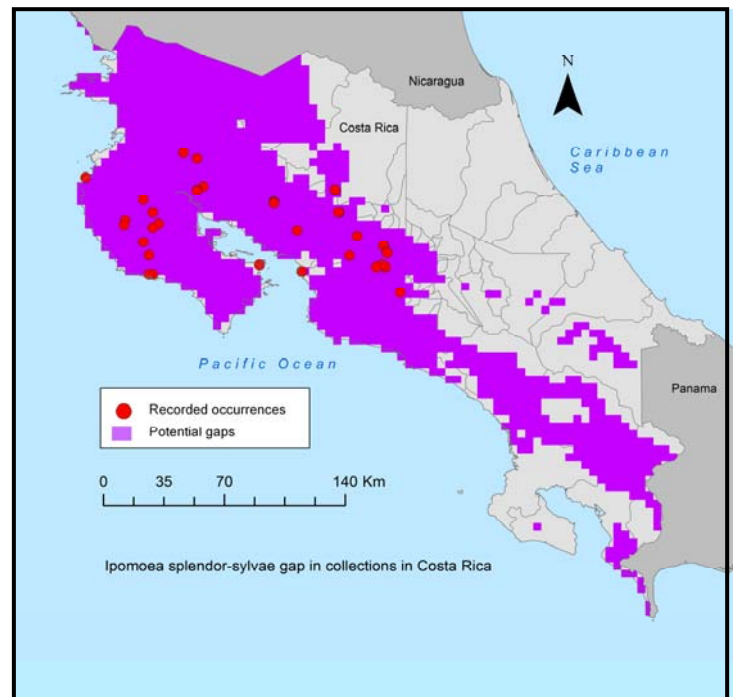 Nicaragua
N
Costa Rica
Caribbean
Sea
Pacific Ocean
Panama
Recorded occurrences
Potential gaps
0 35 70 140 Km
Ipomoea splendor-sylvae gap in collections in Costa Rica